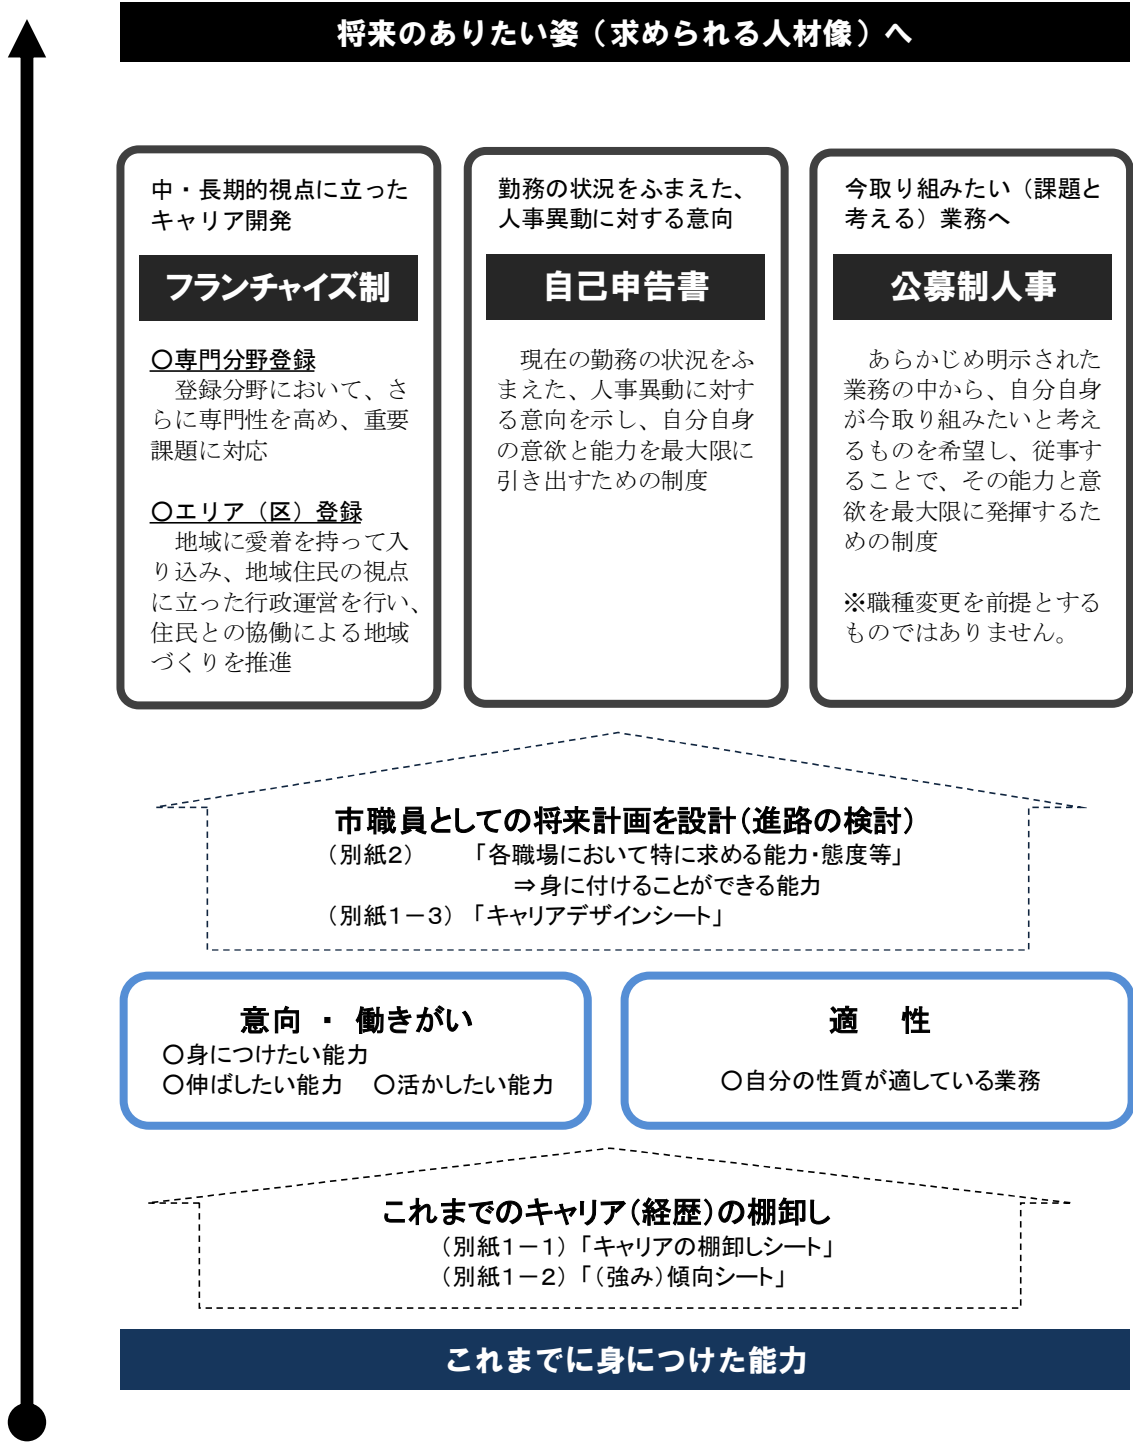 将来のありたい姿（求められる人材像）へ
中・長期的視点に立った
キャリア開発
フランチャイズ制
〇専門分野登録
登録分野において、さ
らに専門性を高め、重要
課題に対応
〇エリア（区）登録
地域に愛着を持って入
り込み、地域住民の視点
に立った行政運営を行い、
住民との協働による地域
づくりを推進
勤務の状況をふまえた、
人事異動に対する意向
自己申告書
現在の勤務の状況をふ
まえた、人事異動に対す
る意向を示し、自分自身
の意欲と能力を最大限に
引き出すための制度
今取り組みたい（課題と
考える）業務へ
公募制人事
あらかじめ明示された
業務の中から、自分自身
が今取り組みたいと考え
るものを希望し、従事す
ることで、その能力と意
欲を最大限に発揮するた
めの制度
※職種変更を前提とする
ものではありません。
市職員としての将来計画を設計（進路の検討）
（別紙２） 「各職場において特に求める能力・態度等」
⇒身に付けることができる能力
（別紙１－３）「キャリアデザインシート」
意向 ・ 働きがい
〇身につけたい能力
〇伸ばしたい能力 〇活かしたい能力
適 性
〇自分の性質が適している業務
これまでのキャリア（経歴）の棚卸し
（別紙１－１）「キャリアの棚卸しシート」
（別紙１－２）「（強み）傾向シート」
これまでに身につけた能力